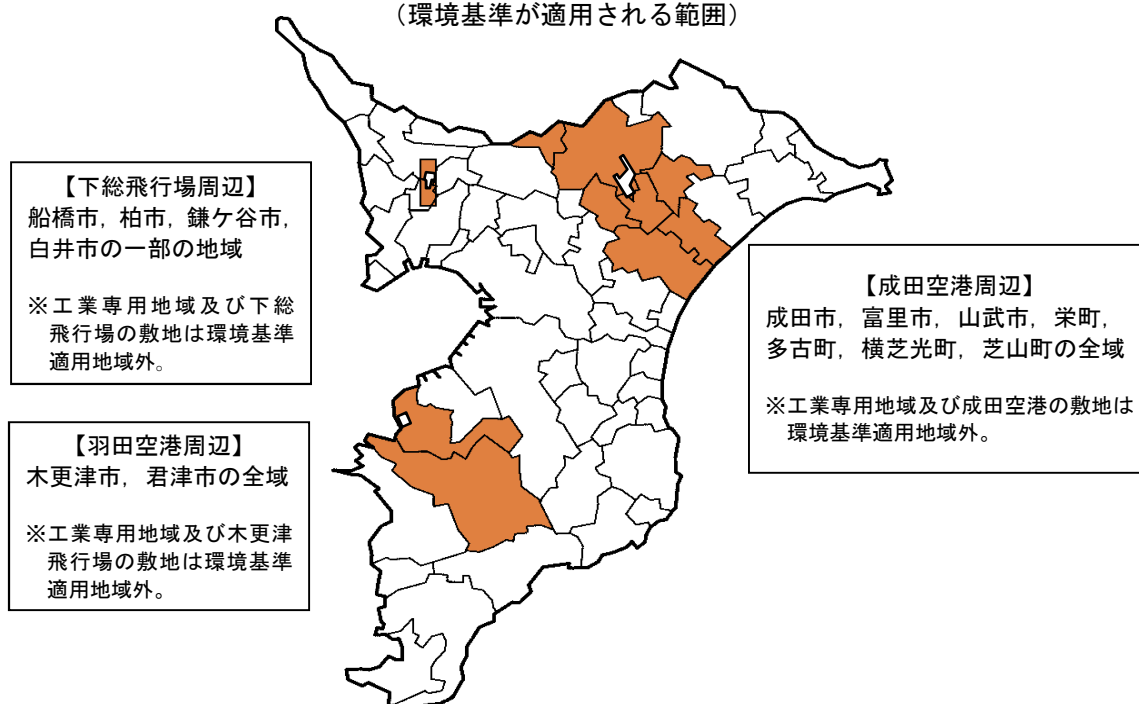 （環境基準が適用される範囲）
【下総飛行場周辺】
船橋市，柏市，鎌ケ谷市，
白井市の一部の地域
※工業専用地域及び下総
飛行場の敷地は環境基準
適用地域外。
【羽田空港周辺】
木更津市，君津市の全域
※工業専用地域及び木更津
飛行場の敷地は環境基準
適用地域外。
【成田空港周辺】
成田市，富里市，山武市，栄町，
多古町，横芝光町，芝山町の全域
※工業専用地域及び成田空港の敷地は
環境基準適用地域外。